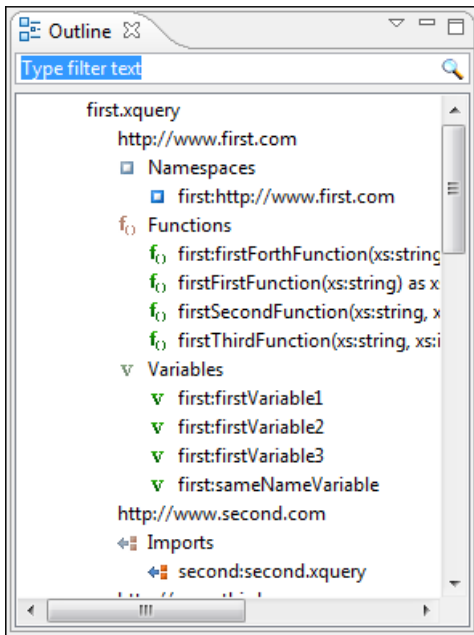 Outline
Type filter text
first.xquery
http://www.first.com
Namespaces
first:http://www.first.com
f() Functions
f() first:firstForthFunction(xs:string
f() firstFirstFunction(xs:string) as x
f() firstSecondFunction(xs:string, x
f() firstThirdFunction(xs:string, xs:i
v Variables
v first:firstVariable1
v first:firstVariable2
v first:firstVariable3
v first:sameNameVariable
http://www.second.com
Imports
second:second.xquery